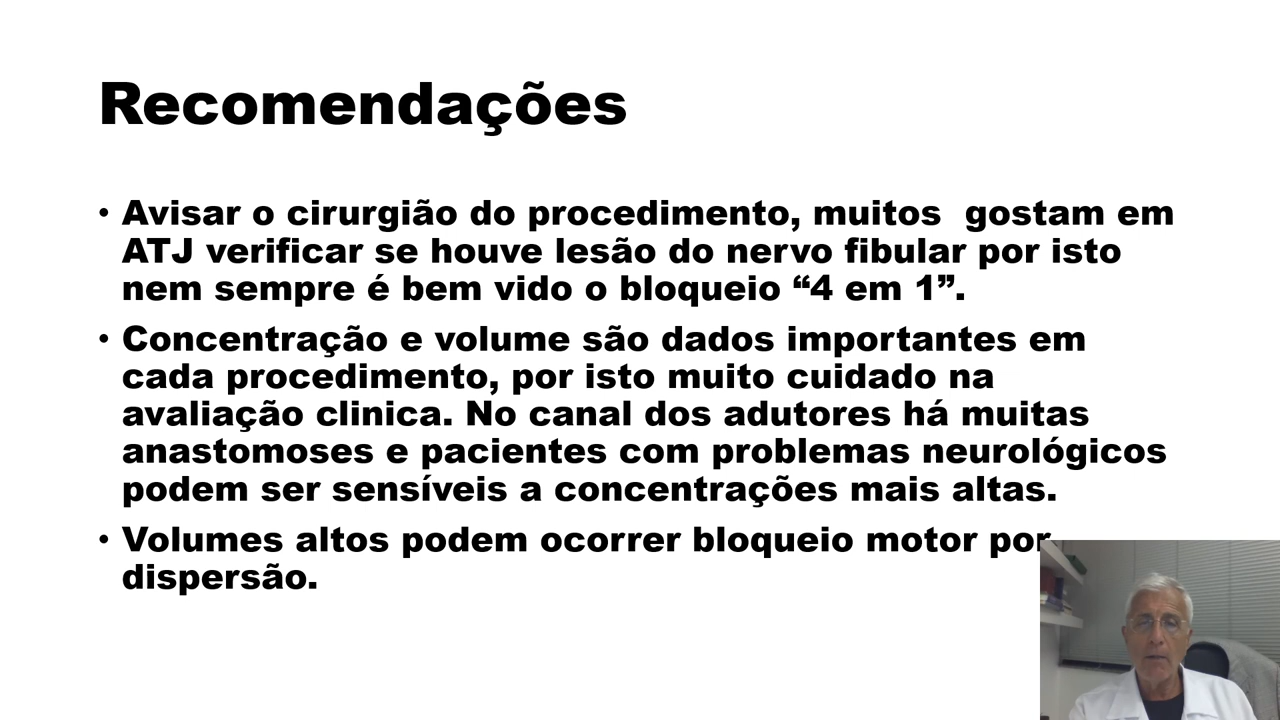 Recomendações
• Avisar o cirurgião do procedimento, muitos gostam em
ATJ verificar se houve lesão do nervo fibular por isto
nem sempre é bem vido o bloqueio “4 em 1”.
• Concentração e volume são dados importantes em
cada procedimento, por isto muito cuidado na
avaliação clinica. No canal dos adutores há muitas
anastomoses e pacientes com problemas neurológicos
podem ser sensíveis a concentrações mais altas.
• Volumes altos podem ocorrer bloqueio motor por
dispersão.